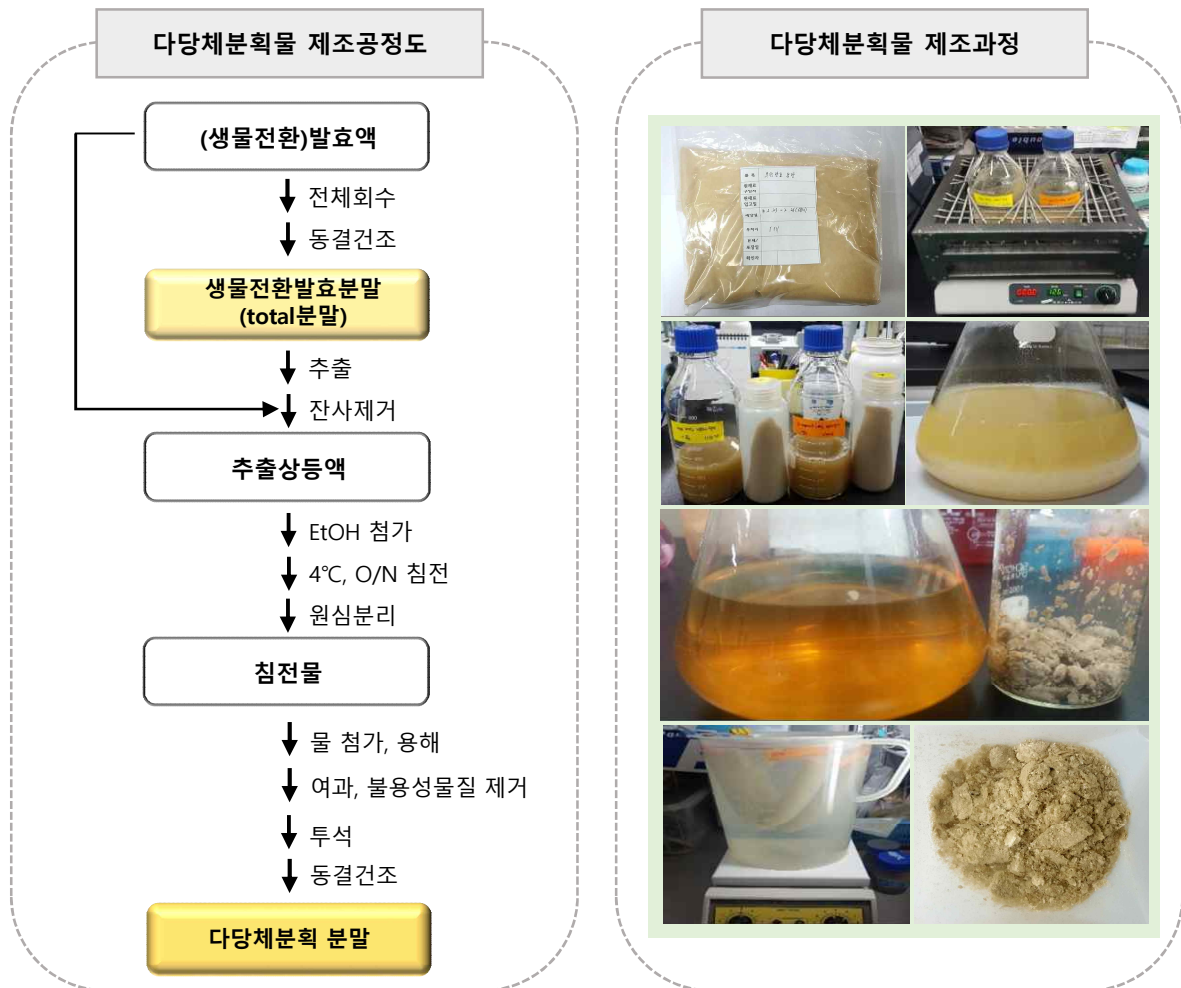 다당체분획물 제조공정도
(생물전환)발효액
전체회수
동결건조
생물전환발효분말
(total분말)
추출
잔사제거
추출상등액
EtOH 첨가
4℃, O/N 침전
원심분리
침전물
물 첨가, 용해
여과, 불용성물질 제거
투석
동결건조
다당체분획 분말
다당체분획물 제조과정